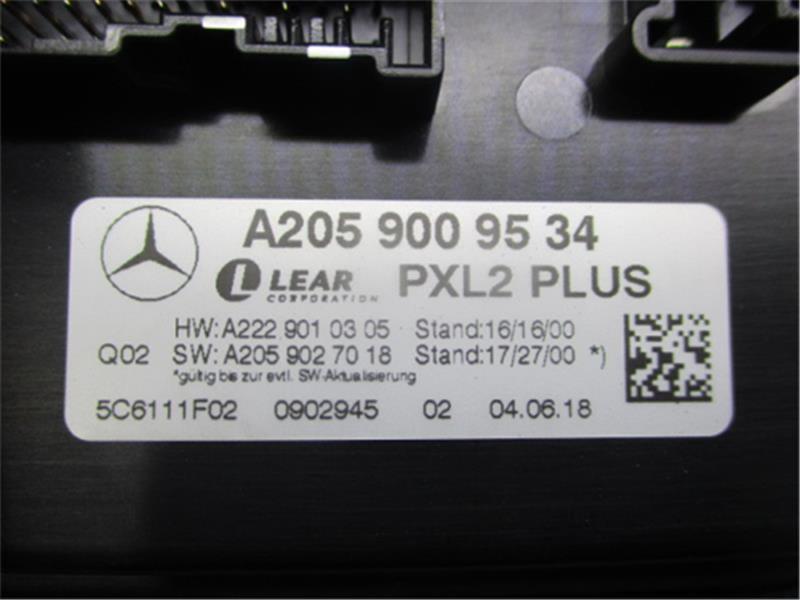 A205 900 95 34
LEAR CORPORATION PXL2 PLUS
HW:A222 901 03 05 Stand:16/16/00
Q02 SW:A205 902 70 18 Stand:17/27/00 *)
*gültig bis zur evtl. SW-Aktualisierung
5C6111F02 0902945 02 04.06.18